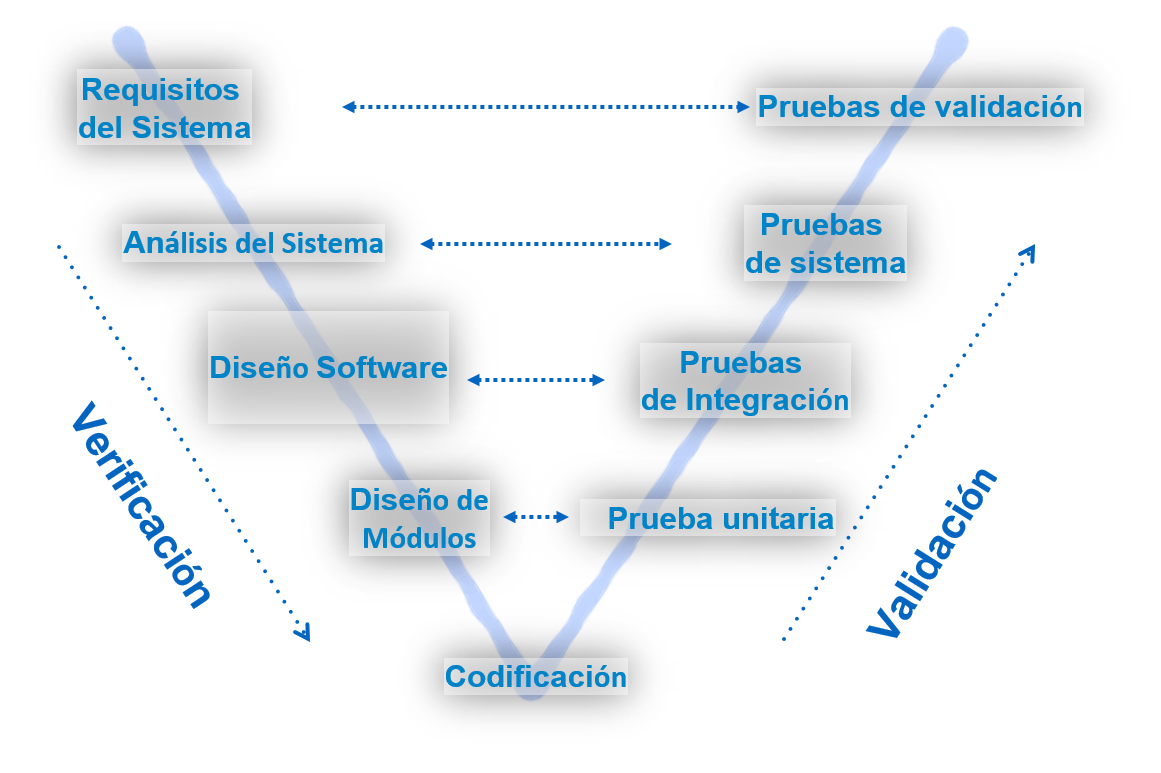 Requisitos
del Sistema
Pruebas de validación
Análisis del Sistema
Pruebas
de sistema
Diseño Software
Pruebas
de Integración
Verificación
Diseño de
Módulos
Prueba unitaria
Validación
Codificación